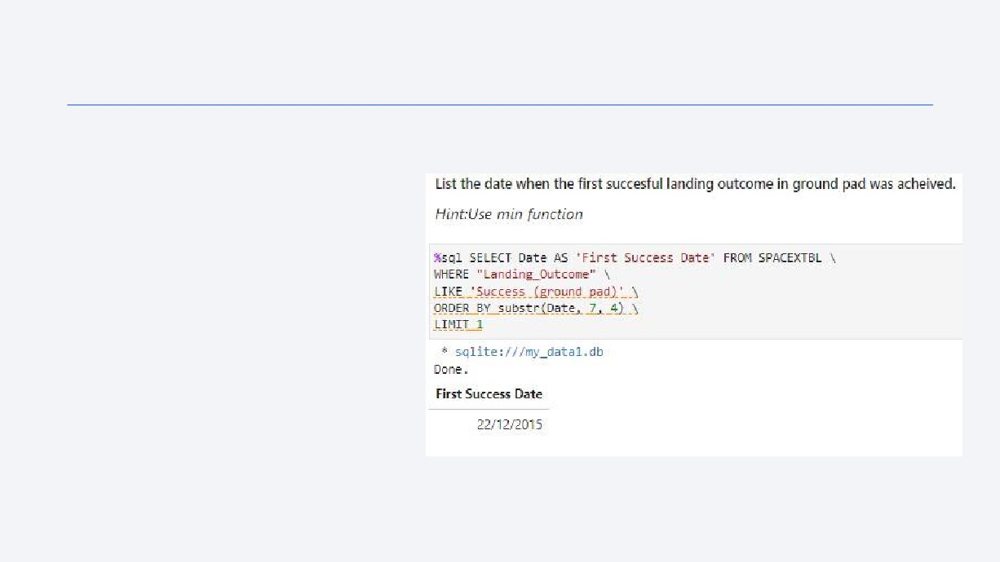 List the date when the first succesful landing outcome in ground pad was acheived.
Hint:Use min function
%sql SELECT Date AS 'First Success Date' FROM SPACEXTBL \
WHERE "Landing_Outcome" \
LIKE 'Success (ground pad)' \
ORDER BY substr(Date, 7, 4) \
LIMIT 1
* sqlite:///my_data1.db
Done.
First Success Date
22/12/2015